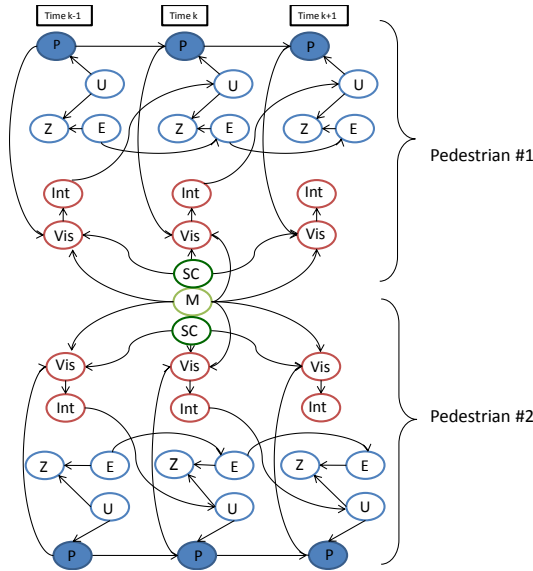 Time k-1 Time k Time k+1
P P P
U U U
Z E Z E Z E
Pedestrian #1
Int Int Int
Vis Vis Vis
SC
M
SC
Vis Vis Vis
Int Int Int
Pedestrian #2
Z E Z E Z E
U U U
P P P